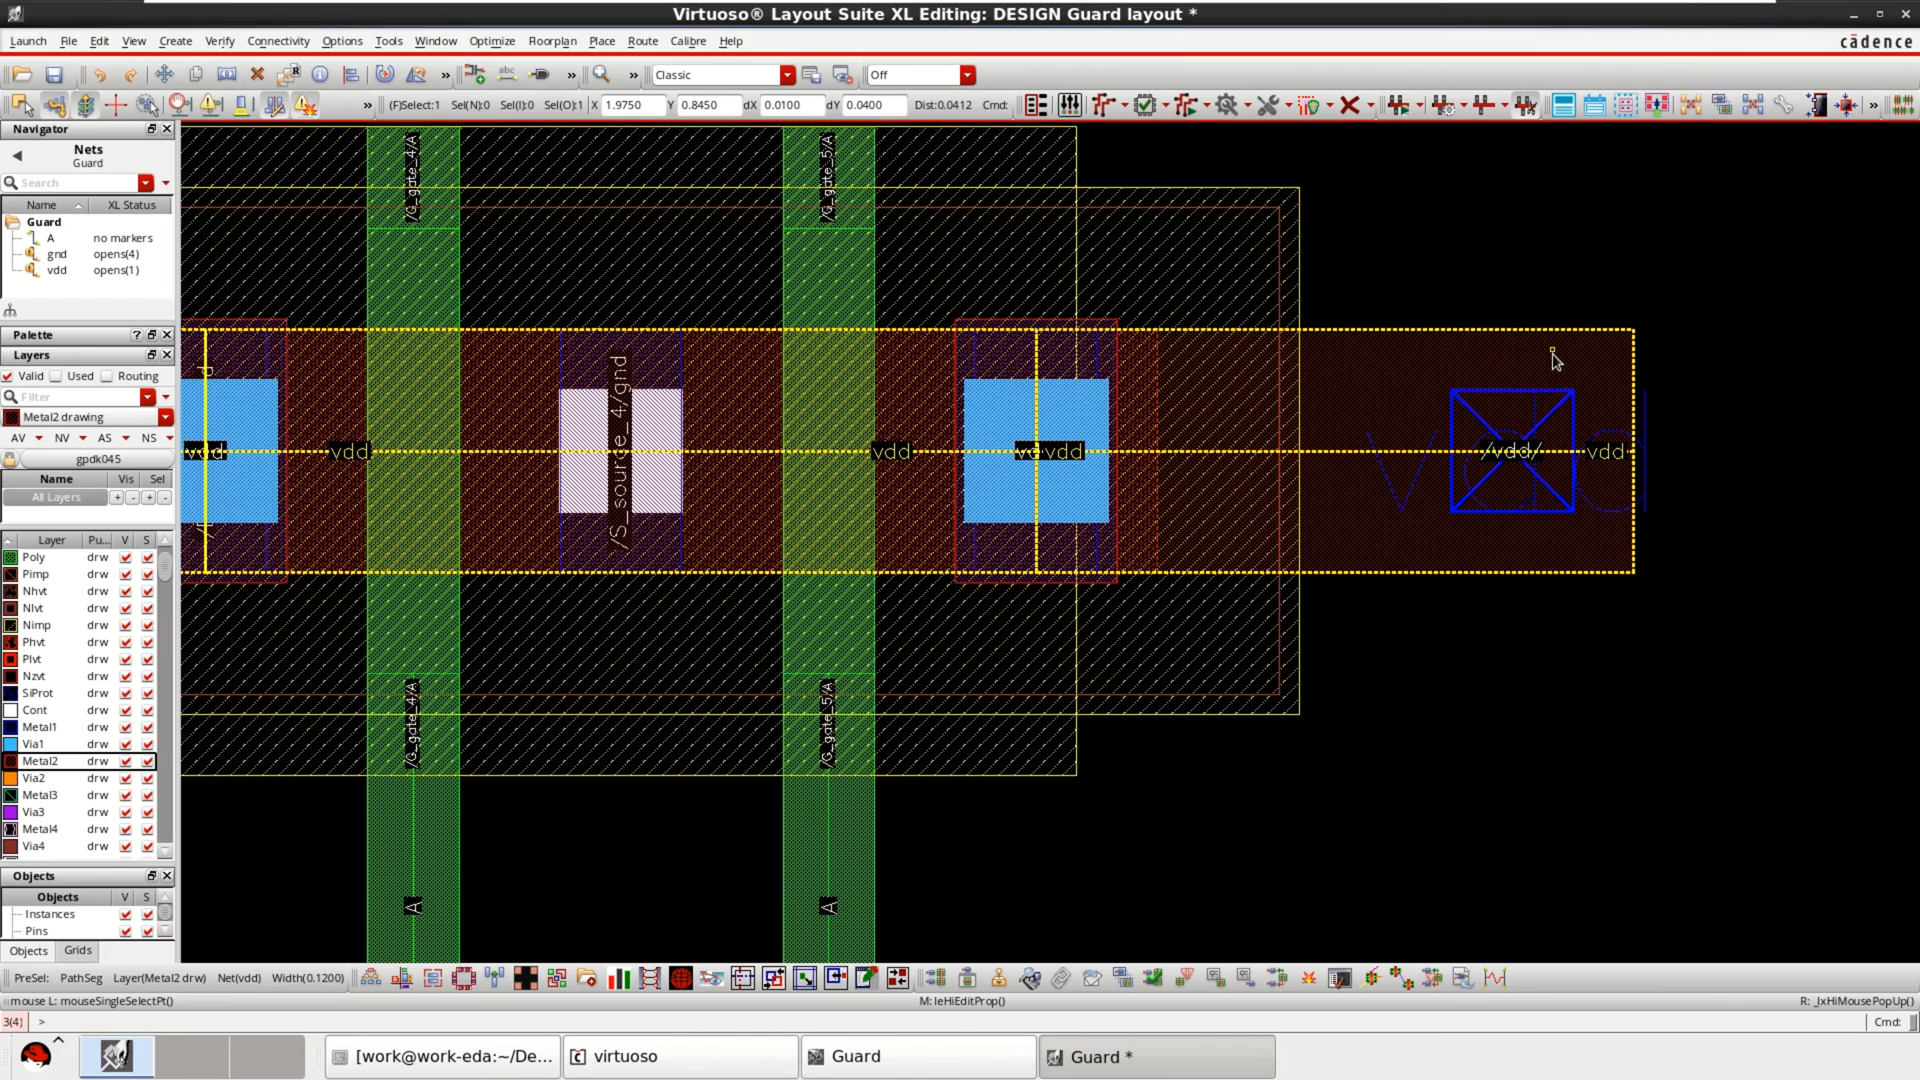 Virtuoso® Layout Suite XL Editing: DESIGN Guard layout *
Launch File Edit View Create Verify Connectivity Options Tools Window Optimize Floorplan Place Route Calibre Help
cādence
Classic
Off
(F)Select:1 Sel(N):0 Sel(I):0 Sel(O):1 X 1.9750 Y 0.8450 dX 0.0100 dY 0.0400 Dist:0.0412 Cmd:
Navigator
Nets
Guard
Search
Name XL Status
Guard
A no markers
gnd opens(4)
vdd opens(1)
Palette
Layers
Valid Used Routing
Filter
Metal2 drawing
AV NV AS NS
gpdk045
Name Vis Sel
All Layers + - + -
Layer Pu... V S
Poly drw
Pimp drw
Nhvt drw
Nlvt drw
Nimp drw
Phvt drw
Plvt drw
Nzvt drw
SiProt drw
Cont drw
Metal1 drw
Via1 drw
Metal2 drw
Via2 drw
Metal3 drw
Via3 drw
Metal4 drw
Via4 drw
Objects
Objects V S
Instances
Pins
Objects Grids
/G_gate_4/A
/G_gate_5/A
vdd
vdd
/S_source_4/gnd
vdd
vdd
/vdd/
vdd
/G_gate_4/A
/G_gate_5/A
A
A
PreSel: PathSeg Layer(Metal2 drw) Net(vdd) Width(0.1200)
mouse L: mouseSingleSelectPt() M: leHiEditProp() R: _lxHiMousePopUp()
3(4) > Cmd:
[work@work-eda:~/De...
virtuoso
Guard
Guard *